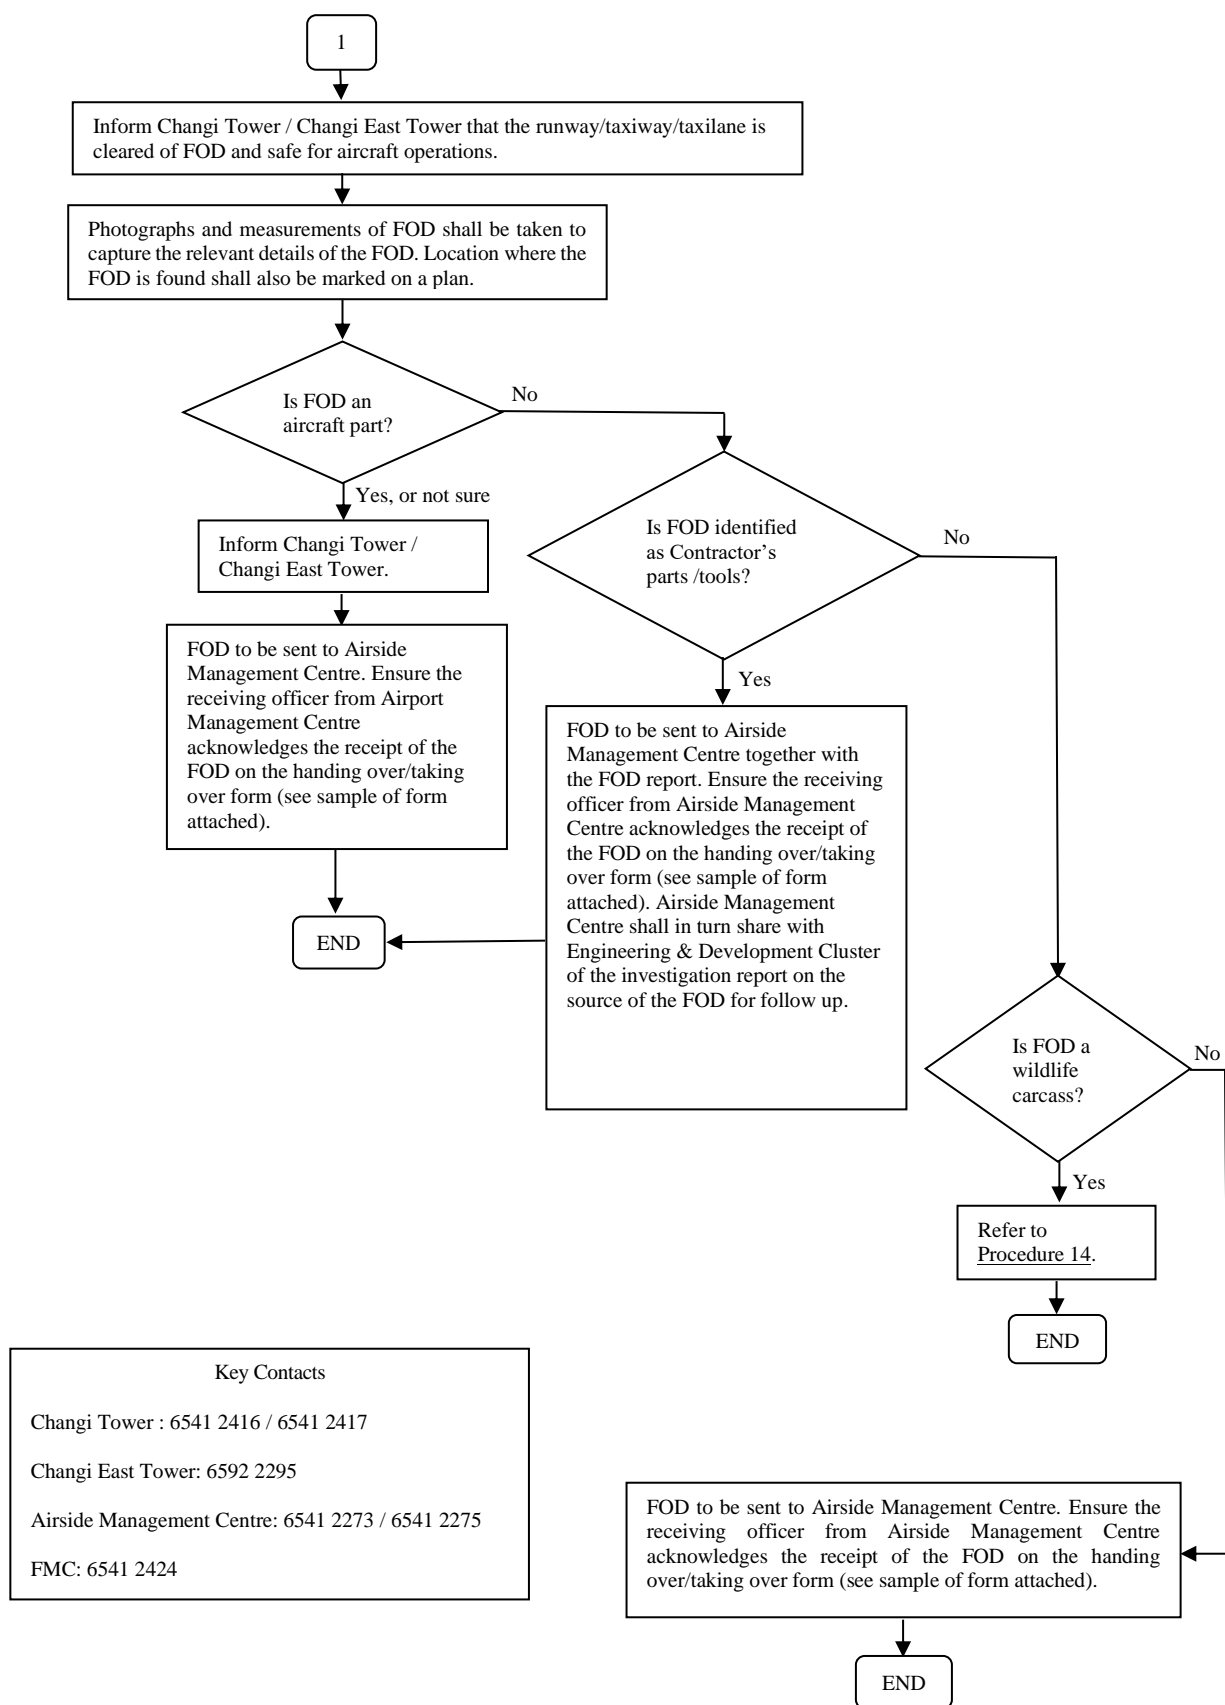 1
Inform Changi Tower / Changi East Tower that the runway/taxiway/taxilane is
cleared of FOD and safe for aircraft operations.
Photographs and measurements of FOD shall be taken to
capture the relevant details of the FOD. Location where the
FOD is found shall also be marked on a plan.
Is FOD an
aircraft part?
No
Yes, or not sure
Inform Changi Tower /
Changi East Tower.
FOD to be sent to Airside
Management Centre. Ensure the
receiving officer from Airport
Management Centre
acknowledges the receipt of the
FOD on the handing over/taking
over form (see sample of form
attached).
END
Is FOD identified
as Contractor’s
parts /tools?
No
Yes
FOD to be sent to Airside
Management Centre together with
the FOD report. Ensure the receiving
officer from Airside Management
Centre acknowledges the receipt of
the FOD on the handing over/taking
over form (see sample of form
attached). Airside Management
Centre shall in turn share with
Engineering & Development Cluster
of the investigation report on the
source of the FOD for follow up.
Is FOD a
wildlife
carcass?
No
Yes
Refer to
Procedure 14.
END
Key Contacts
Changi Tower : 6541 2416 / 6541 2417
Changi East Tower: 6592 2295
Airside Management Centre: 6541 2273 / 6541 2275
FMC: 6541 2424
FOD to be sent to Airside Management Centre. Ensure the
receiving officer from Airside Management Centre
acknowledges the receipt of the FOD on the handing
over/taking over form (see sample of form attached).
END